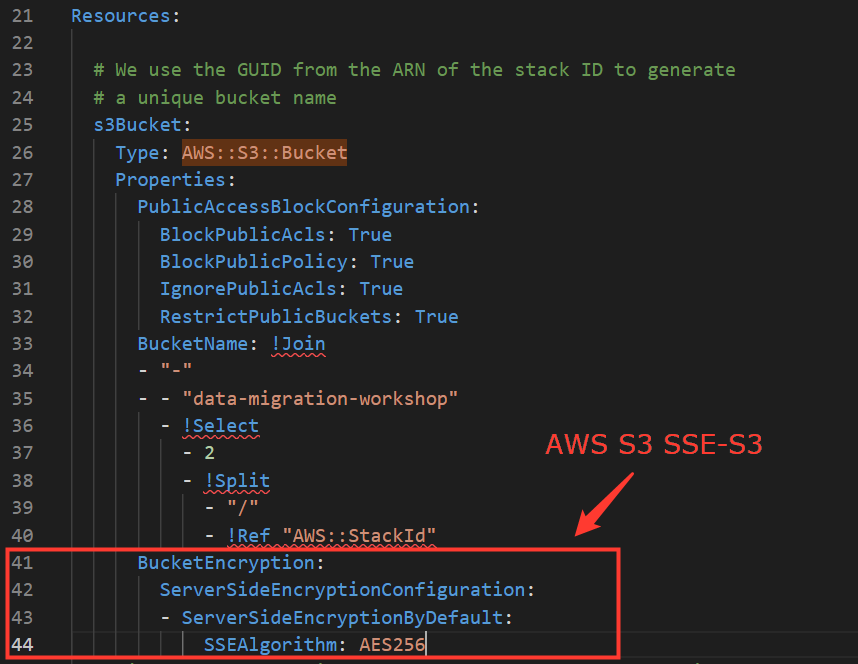 21 Resources:
22
23 # We use the GUID from the ARN of the stack ID to generate
24 # a unique bucket name
25 s3Bucket:
26 Type: AWS::S3::Bucket
27 Properties:
28 PublicAccessBlockConfiguration:
29 BlockPublicAcls: True
30 BlockPublicPolicy: True
31 IgnorePublicAcls: True
32 RestrictPublicBuckets: True
33 BucketName: !Join
34 - "-"
35 - - "data-migration-workshop"
36 - !Select
37 - 2
38 - !Split
39 - "/"
40 - !Ref "AWS::StackId"
AWS S3 SSE-S3
41 BucketEncryption:
42 ServerSideEncryptionConfiguration:
43 - ServerSideEncryptionByDefault:
44 SSEAlgorithm: AES256